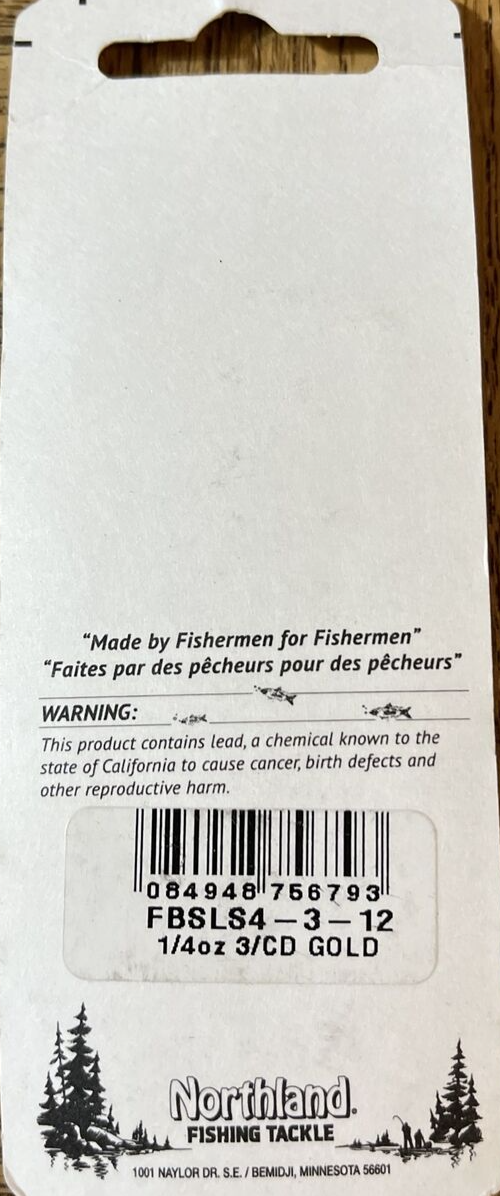 “Made by Fishermen for Fishermen”
“Faites par des pêcheurs pour des pêcheurs”
WARNING:
This product contains lead, a chemical known to the
state of California to cause cancer, birth defects and
other reproductive harm.
084948756793
FBSLS4-3-12
1/4oz 3/CD GOLD
Northland.
FISHING TACKLE
1001 NAYLOR DR. S.E. / BEMIDJI, MINNESOTA 56601